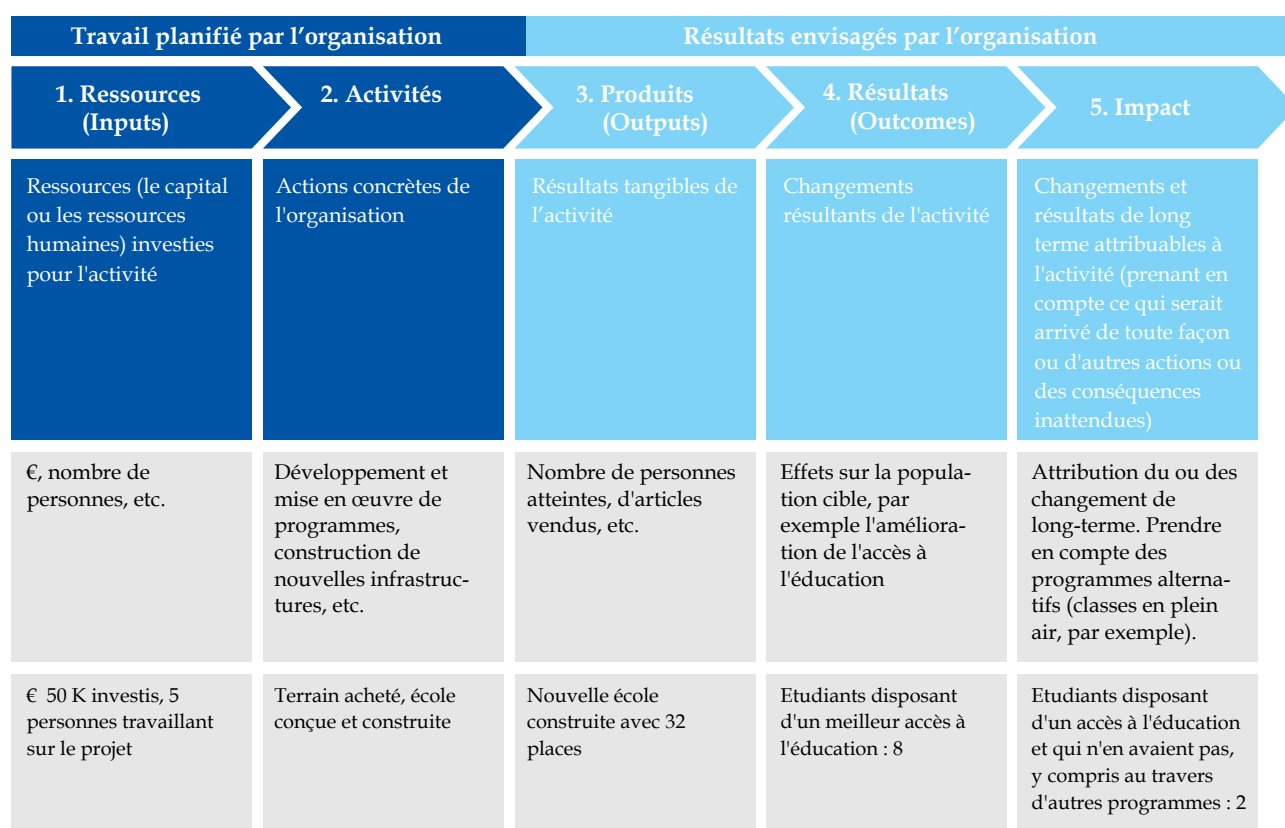 Travail planifié par l’organisation
Résultats envisagés par l’organisation
1. Ressources
(Inputs)
2. Activités
3. Produits
(Outputs)
4. Résultats
(Outcomes)
5. Impact
Ressources (le capital
ou les ressources
humaines) investies
pour l'activité
Actions concrètes de
l'organisation
Résultats tangibles de
l’activité
Changements
résultants de l'activité
Changements et
résultats de long
terme attribuables à
l'activité (prenant en
compte ce qui serait
arrivé de toute façon
ou d'autres actions ou
des conséquences
inattendues)
€, nombre de
personnes, etc.
Développement et
mise en œuvre de
programmes,
construction de
nouvelles infrastruc-
tures, etc.
Nombre de personnes
atteintes, d'articles
vendus, etc.
Effets sur la popula-
tion cible, par
exemple l'améliora-
tion de l'accès à
l'éducation
Attribution du ou des
changement de
long-terme. Prendre
en compte des
programmes alterna-
tifs (classes en plein
air, par exemple).
€ 50 K investis, 5
personnes travaillant
sur le projet
Terrain acheté, école
conçue et construite
Nouvelle école
construite avec 32
places
Etudiants disposant
d'un meilleur accès à
l'éducation : 8
Etudiants disposant
d'un accès à l'éducation
et qui n'en avaient pas,
y compris au travers
d'autres programmes : 2